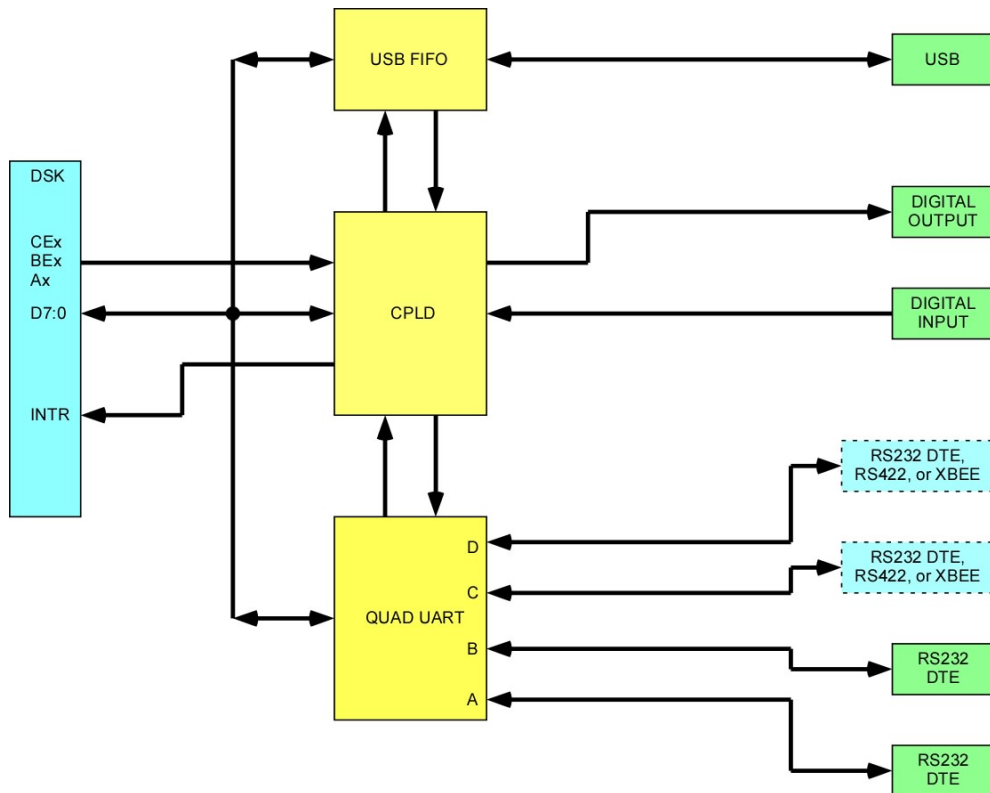 USB FIFO
USB
DSK
DIGITAL
OUTPUT
CEx
BEx
Ax
D7:0
CPLD
DIGITAL
INPUT
INTR
RS232 DTE,
RS422, or XBEE
D
RS232 DTE,
RS422, or XBEE
C
QUAD UART
B
RS232
DTE
A
RS232
DTE